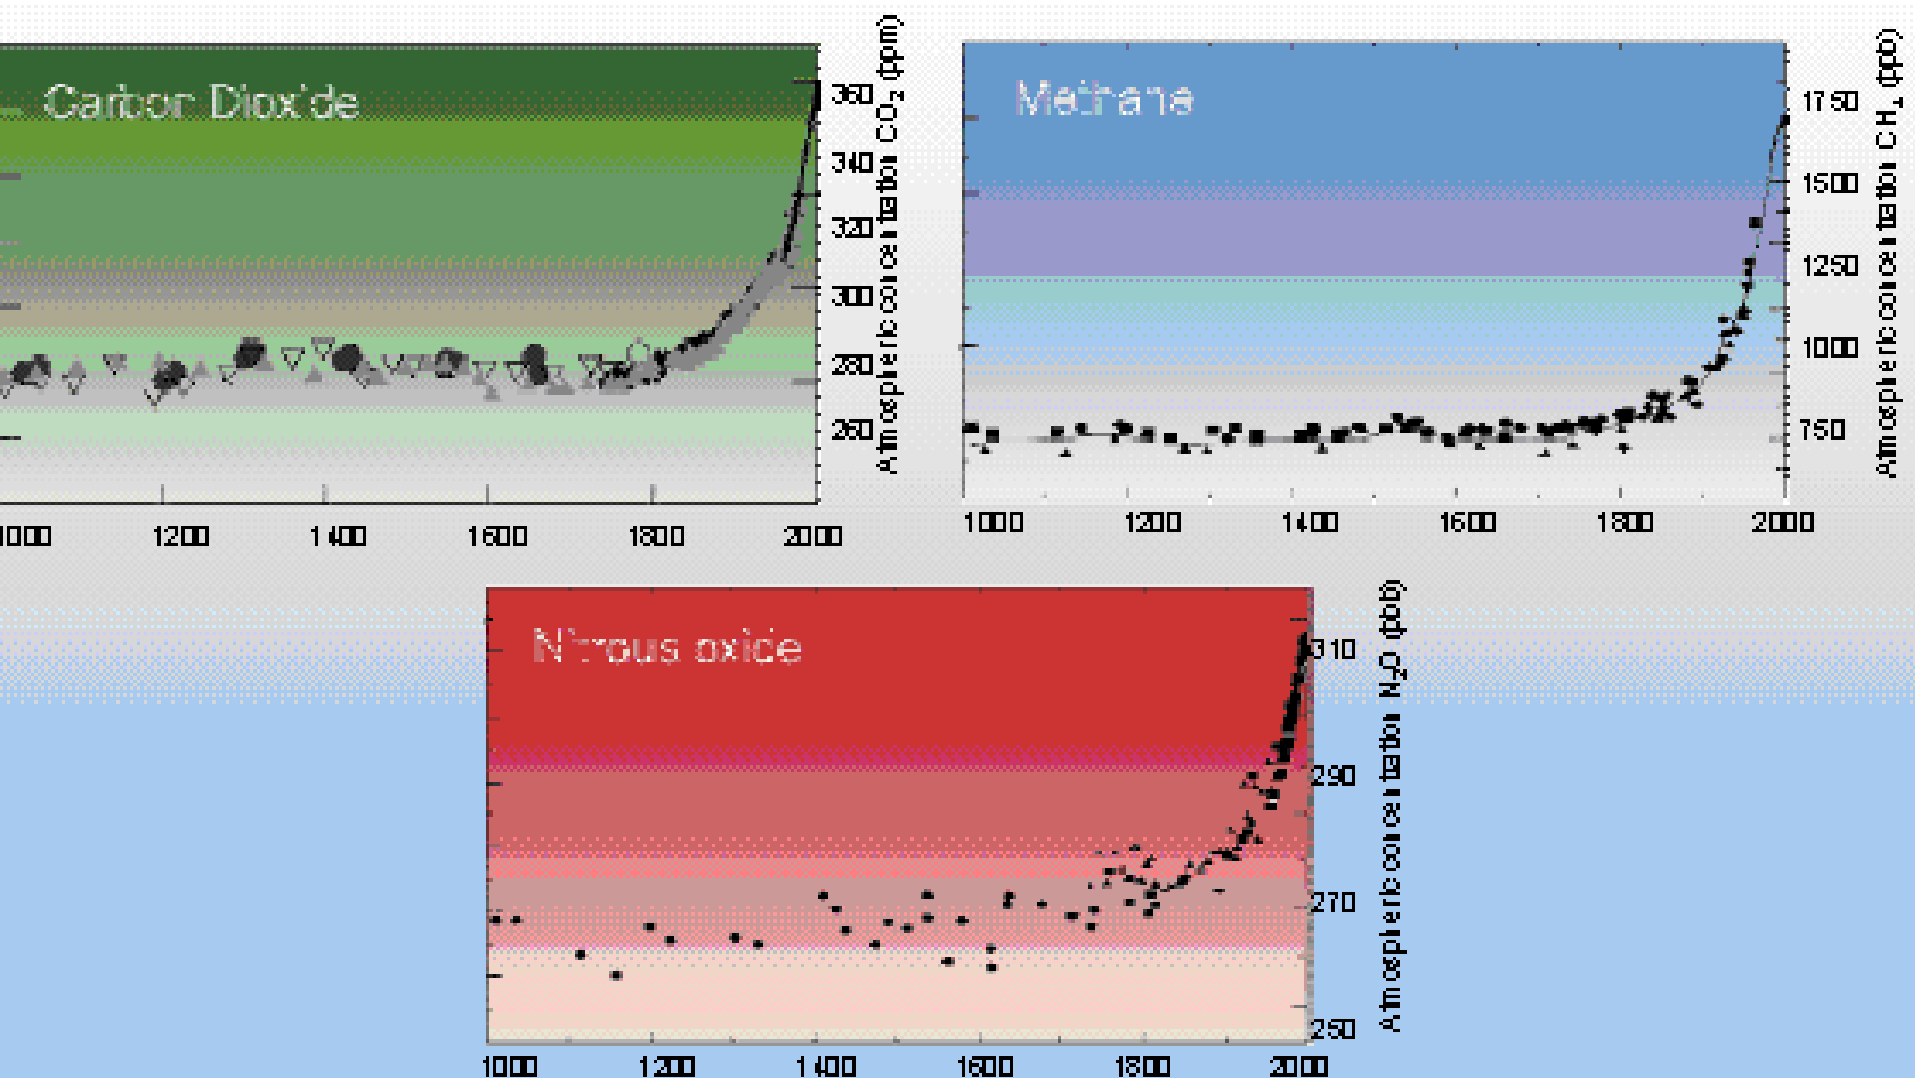 Carbon Dioxide
360
340
320
300
280
260
Atmospheric concentration CO2 (ppm)
1000 1200 1400 1600 1800 2000
Methane
1750
1500
1250
1000
750
Atmospheric concentration CH4 (ppb)
1000 1200 1400 1600 1800 2000
Nitrous oxide
310
290
270
250
Atmospheric concentration N2O (ppb)
1000 1200 1400 1600 1800 2000